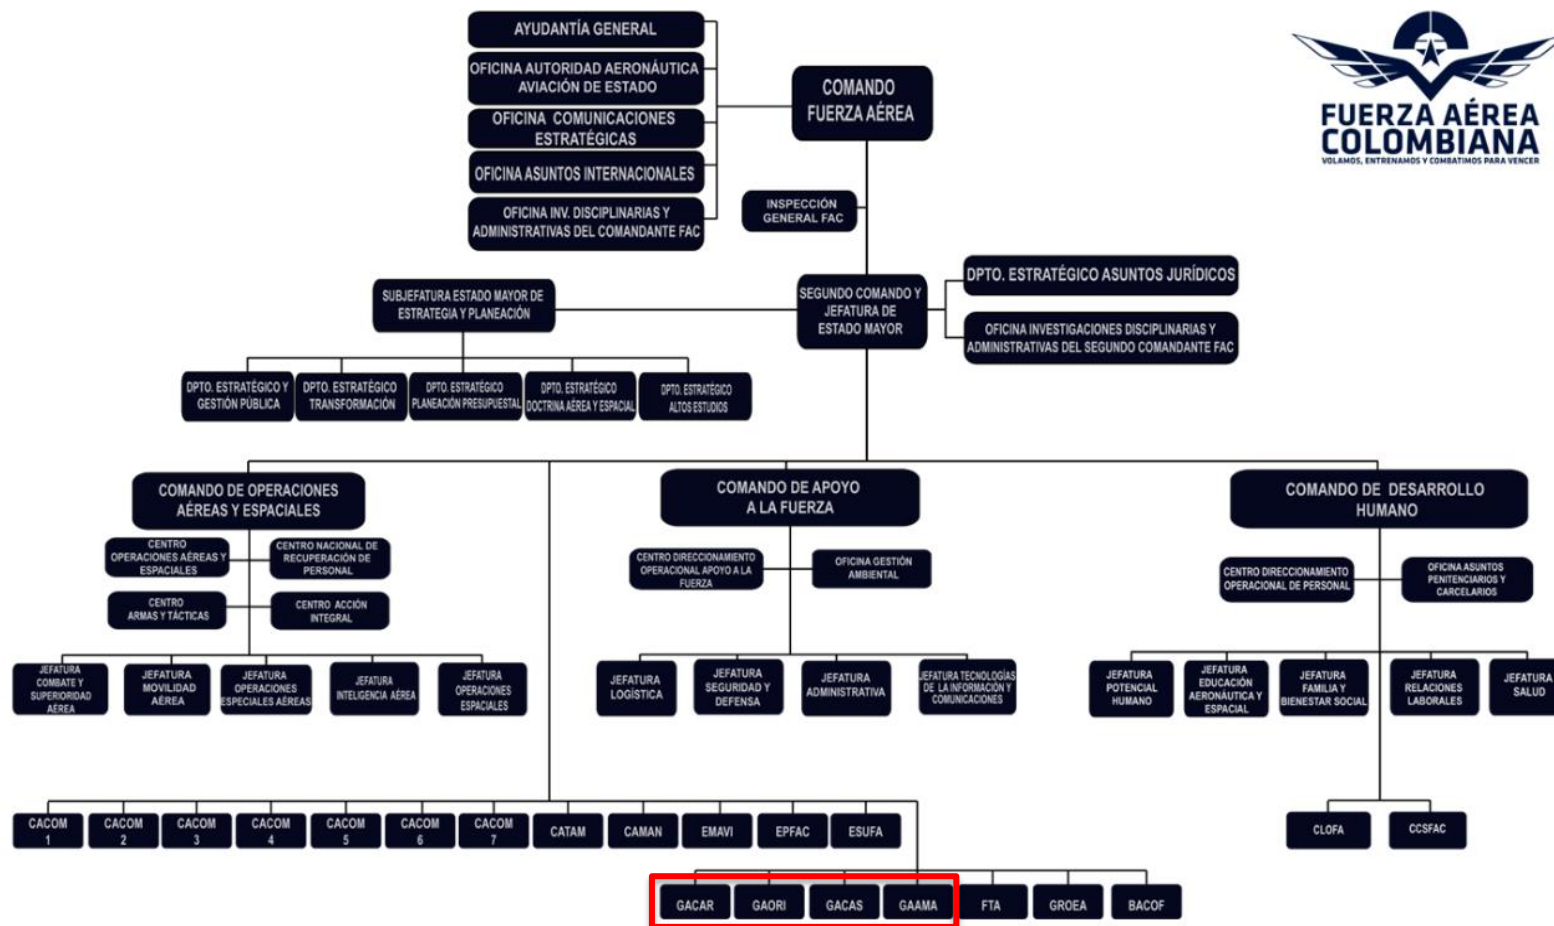 AYUDANTÍA GENERAL
OFICINA AUTORIDAD AERONÁUTICA
AVIACIÓN DE ESTADO
OFICINA COMUNICACIONES
ESTRATÉGICAS
OFICINA ASUNTOS INTERNACIONALES
OFICINA INV. DISCIPLINARIAS Y
ADMINISTRATIVAS DEL COMANDANTE FAC
COMANDO
FUERZA AÉREA
FUERZA AÉREA
COLOMBIANA
VOLAMOS, ENTRENAMOS Y COMBATIMOS PARA VENCER
INSPECCIÓN
GENERAL FAC
SUBJEFATURA ESTADO MAYOR DE
ESTRATEGIA Y PLANEACIÓN
SEGUNDO COMANDO Y
JEFATURA DE
ESTADO MAYOR
DPTO. ESTRATÉGICO ASUNTOS JURÍDICOS
OFICINA INVESTIGACIONES DISCIPLINARIAS Y
ADMINISTRATIVAS DEL SEGUNDO COMANDANTE FAC
DPTO. ESTRATÉGICO Y
GESTIÓN PÚBLICA
DPTO. ESTRATÉGICO
TRANSFORMACIÓN
DPTO. ESTRATÉGICO
PLANEACIÓN PRESUPUESTAL
DPTO. ESTRATÉGICO
DOCTRINA AÉREA Y ESPACIAL
DPTO. ESTRATÉGICO
ALTOS ESTUDIOS
COMANDO DE OPERACIONES
AÉREAS Y ESPACIALES
CENTRO
OPERACIONES AÉREAS Y
ESPACIALES
CENTRO NACIONAL DE
RECUPERACIÓN DE
PERSONAL
CENTRO
ARMAS Y TÁCTICAS
CENTRO ACCIÓN
INTEGRAL
JEFATURA
COMBATE Y
SUPERIORIDAD
AÉREA
JEFATURA
MOVILIDAD
AÉREA
JEFATURA
OPERACIONES
ESPECIALES AÉREAS
JEFATURA
INTELIGENCIA AÉREA
JEFATURA
OPERACIONES
ESPACIALES
COMANDO DE APOYO
A LA FUERZA
CENTRO DIRECCIONAMIENTO
OPERACIONAL APOYO A LA
FUERZA
OFICINA GESTIÓN
AMBIENTAL
JEFATURA
LOGÍSTICA
JEFATURA
SEGURIDAD Y
DEFENSA
JEFATURA
ADMINISTRATIVA
JEFATURA TECNOLOGÍAS
DE LA INFORMACIÓN Y
COMUNICACIONES
COMANDO DE DESARROLLO
HUMANO
CENTRO DIRECCIONAMIENTO
OPERACIONAL DE PERSONAL
OFICINA ASUNTOS
PENITENCIARIOS Y
CARCELARIOS
JEFATURA
POTENCIAL
HUMANO
JEFATURA
EDUCACIÓN
AERONÁUTICA Y
ESPACIAL
JEFATURA
FAMILIA Y
BIENESTAR SOCIAL
JEFATURA
RELACIONES
LABORALES
JEFATURA
SALUD
CACOM
1
CACOM
2
CACOM
3
CACOM
4
CACOM
5
CACOM
6
CACOM
7
CATAM
CAMAN
EMAVI
EPFAC
ESUFA
CLOFA
CCSFAC
GACAR
GAORI
GACAS
GAAMA
FTA
GROEA
BACOF